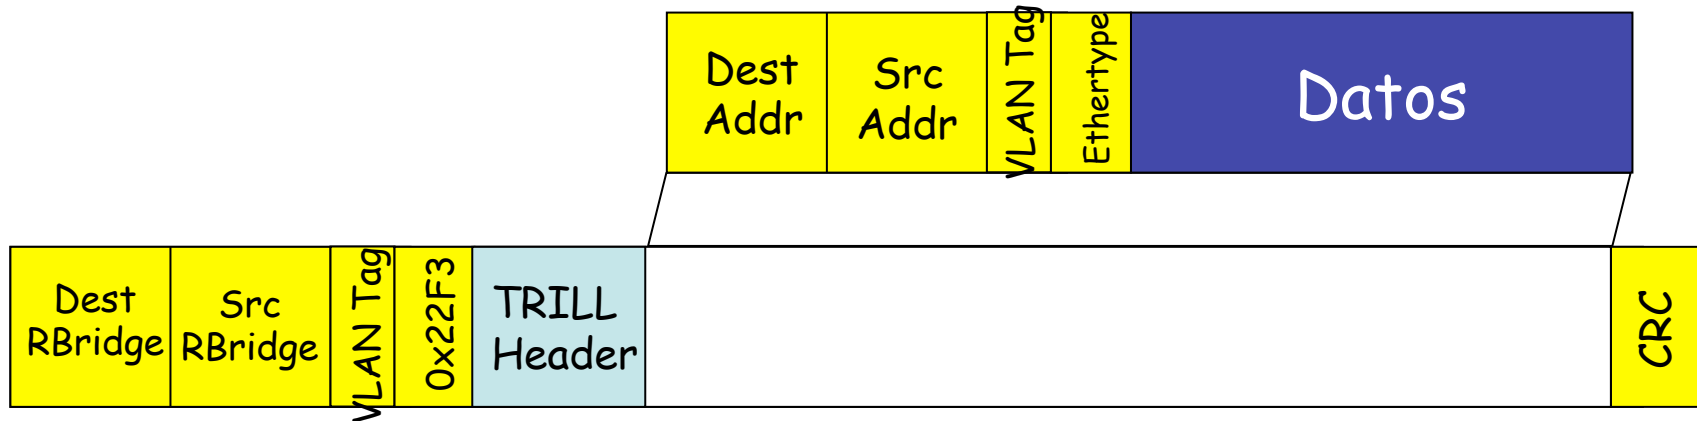 Dest
Addr
Src
Addr
VLAN Tag
Ethertype
Datos
Dest
RBridge
Src
RBridge
VLAN Tag
0x22F3
TRILL
Header
CRC